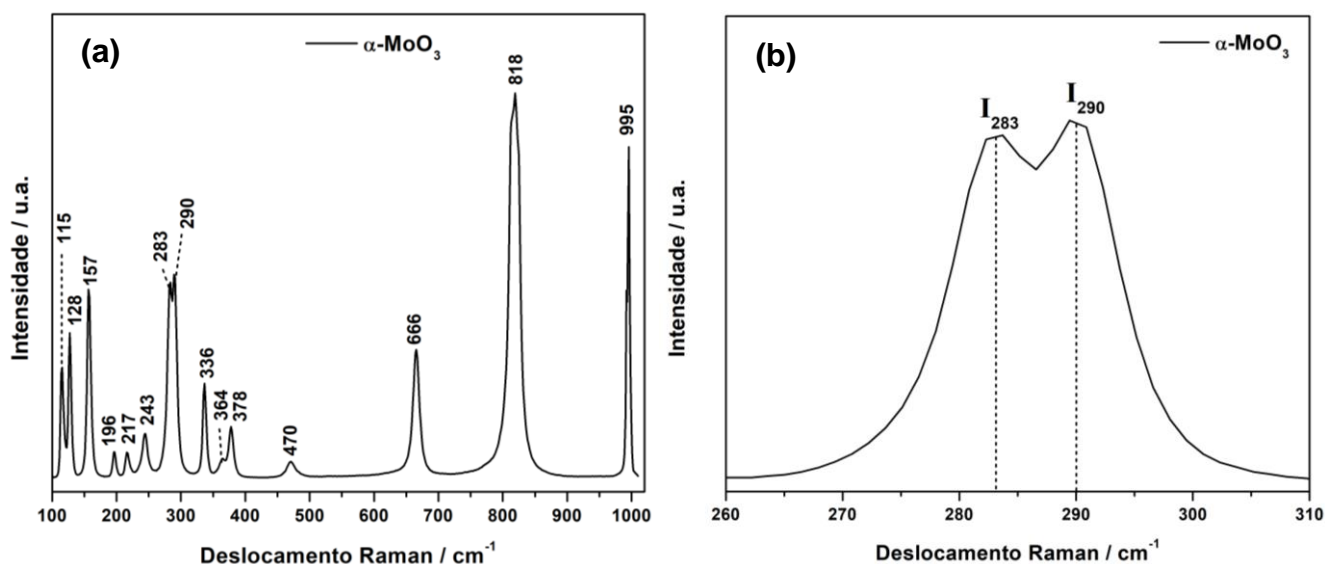 (a)
α-MoO₃
115
128
157
196
217
243
283
290
336
364
378
470
666
818
995
Intensidade / u.a.
100 200 300 400 500 600 700 800 900 1000
Deslocamento Raman / cm⁻¹
(b)
α-MoO₃
I₂₈₃
I₂₉₀
Intensidade / u.a.
260 270 280 290 300 310
Deslocamento Raman / cm⁻¹